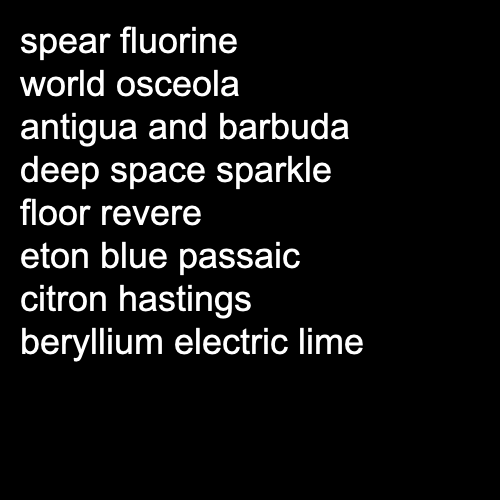 spear fluorine
world osceola
antigua and barbuda
deep space sparkle
floor revere
eton blue passaic
citron hastings
beryllium electric lime